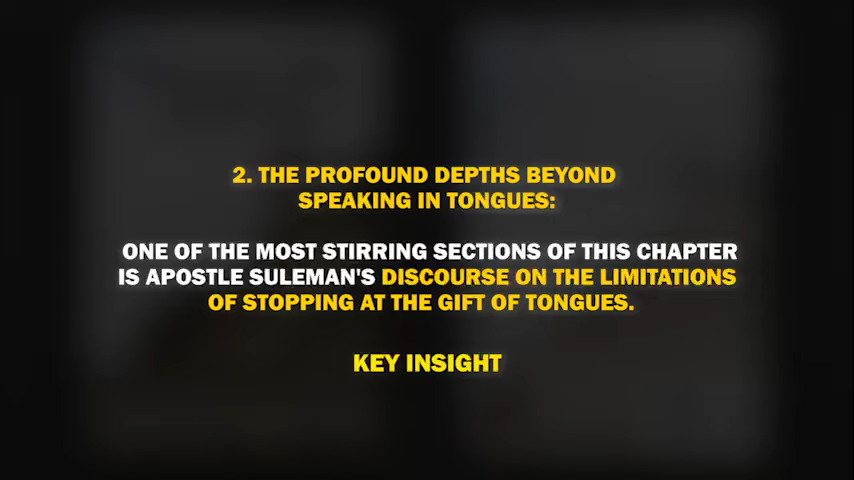 2. THE PROFOUND DEPTHS BEYOND
SPEAKING IN TONGUES:
ONE OF THE MOST STIRRING SECTIONS OF THIS CHAPTER
IS APOSTLE SULEMAN'S DISCOURSE ON THE LIMITATIONS
OF STOPPING AT THE GIFT OF TONGUES.
KEY INSIGHT